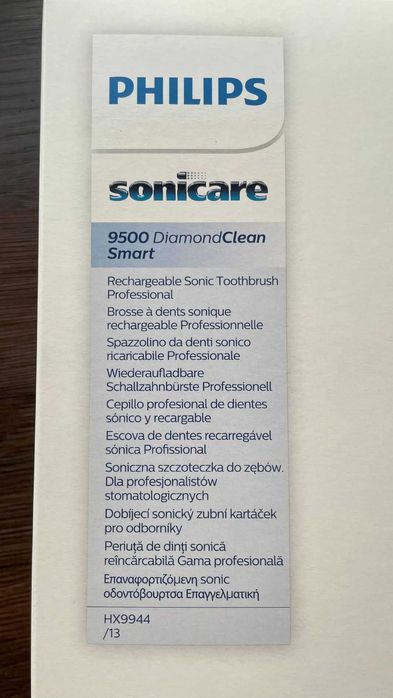 PHILIPS
sonicare
9500 DiamondClean
Smart
Rechargeable Sonic Toothbrush
Professional
Brosse à dents sonique
rechargeable Professionnelle
Spazzolino da denti sonico
ricaricabile Professionale
Wiederaufladbare
Schallzahnbürste Professionell
Cepillo profesional de dientes
sónico y recargable
Escova de dentes recarregável
sónica Profissional
Soniczna szczoteczka do zębów.
Dla profesjonalistów
stomatologicznych
Dobíjecí sonický zubní kartáček
pro odborníky
Periuță de dinți sonică
reîncărcabilă Gama profesională
Επαναφορτιζόμενη sonic
οδοντόβουρτσα Επαγγελματική
HX9944
/13